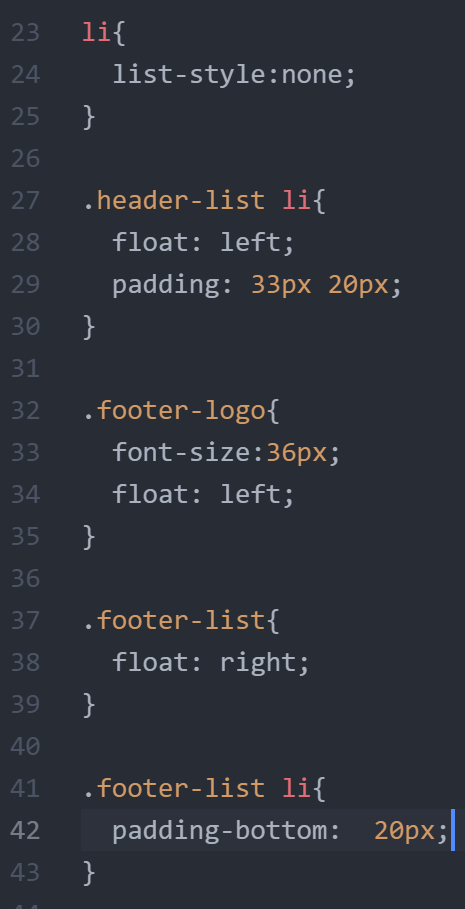 23 li{
24   list-style:none;
25 }
26
27 .header-list li{
28   float: left;
29   padding: 33px 20px;
30 }
31
32 .footer-logo{
33   font-size:36px;
34   float: left;
35 }
36
37 .footer-list{
38   float: right;
39 }
40
41 .footer-list li{
42   padding-bottom:  20px;
43 }